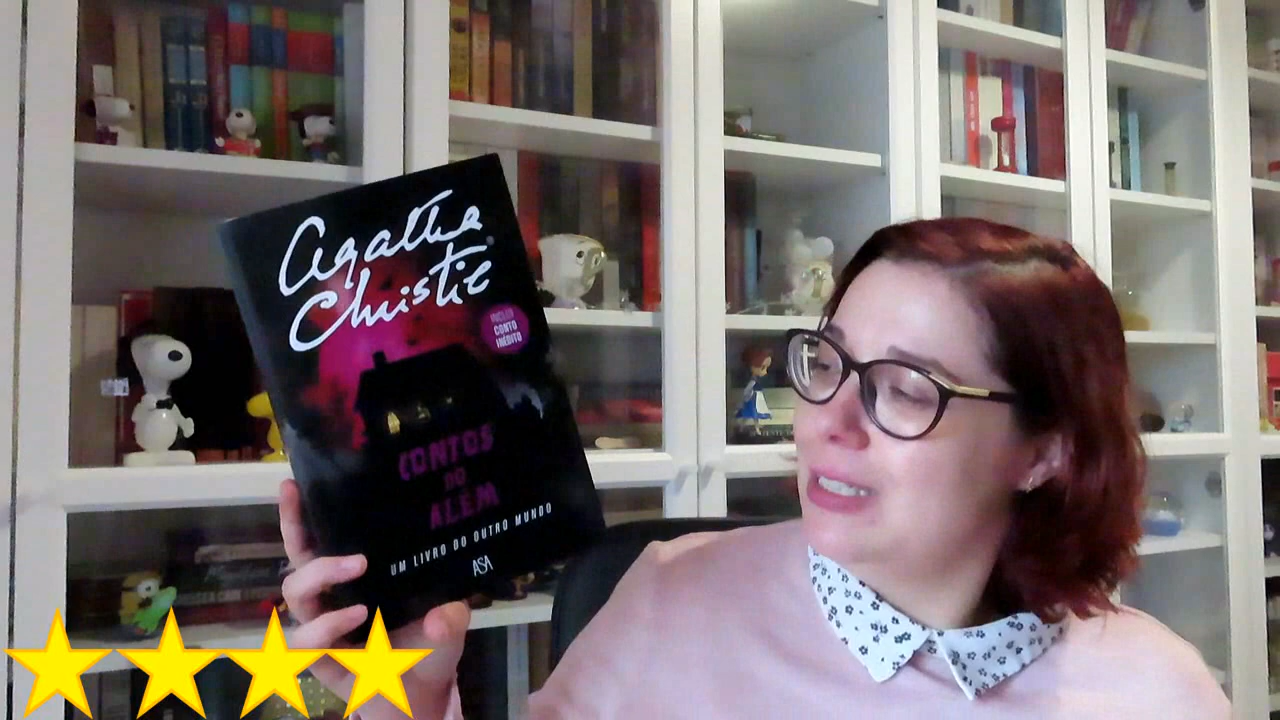 Agatha
Christie
INCLUI
CONTO
INÉDITO
CONTOS
DO
ALÉM
UM LIVRO DO OUTRO MUNDO
ASA